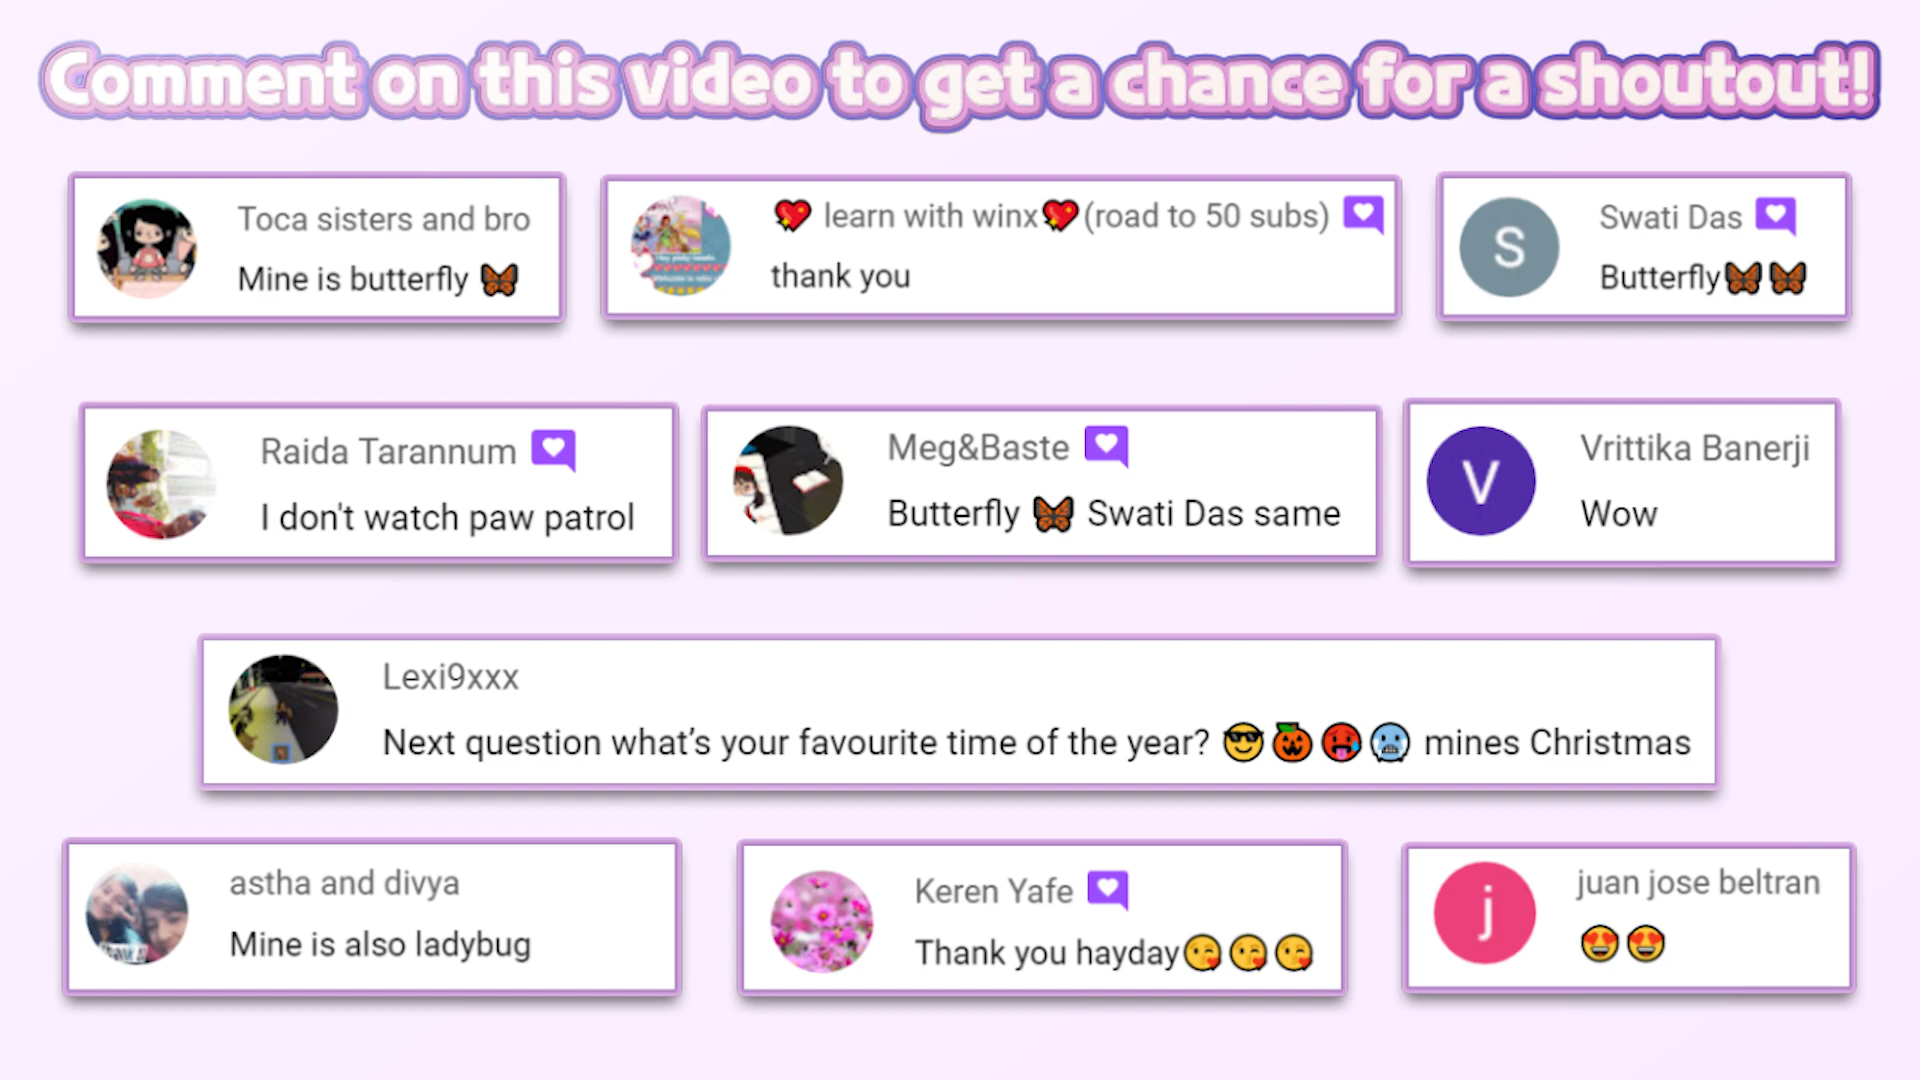 Comment on this video to get a chance for a shoutout!
Toca sisters and bro
Mine is butterfly 🦋
💖 learn with winx💖(road to 50 subs)
thank you
S
Swati Das
Butterfly🦋🦋
Raida Tarannum
I don't watch paw patrol
Meg&Baste
Butterfly 🦋 Swati Das same
V
Vrittika Banerji
Wow
Lexi9xxx
Next question what’s your favourite time of the year? 😎🎃🥵🥶 mines Christmas
astha and divya
Mine is also ladybug
Keren Yafe
Thank you hayday😘😘😘
j
juan jose beltran
😍😍